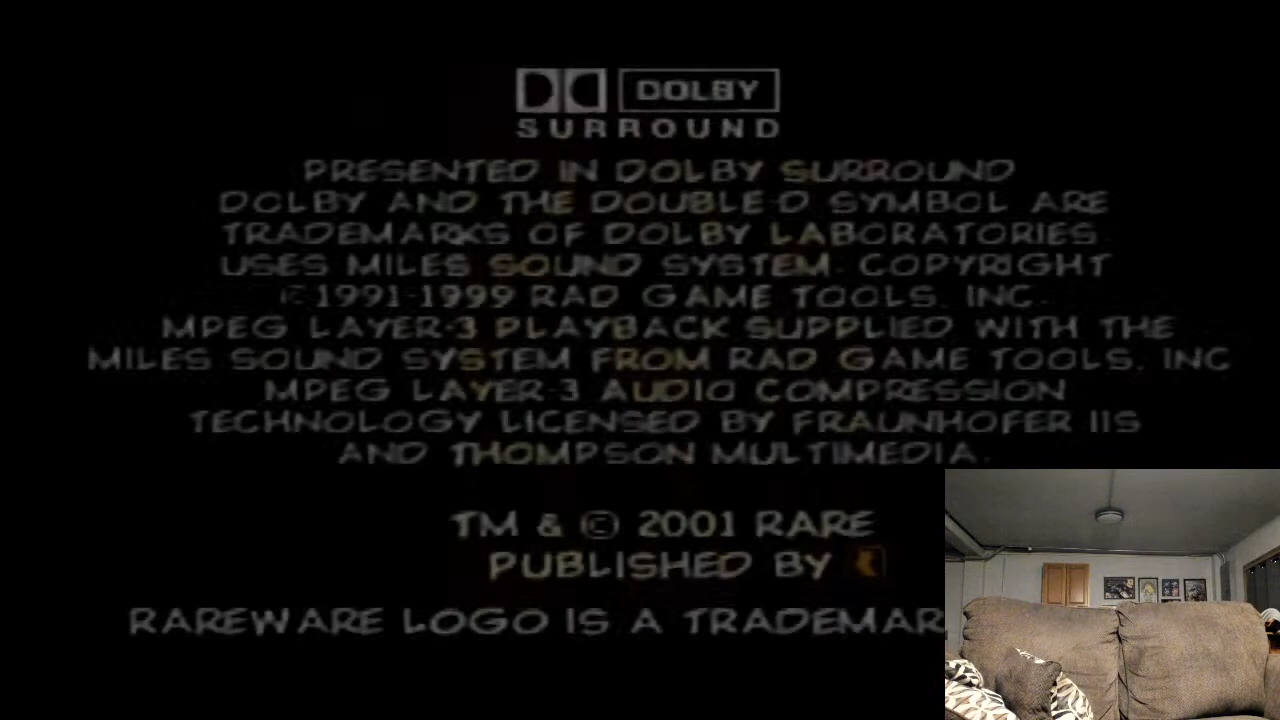 DOLBY
SURROUND
PRESENTED IN DOLBY SURROUND
DOLBY AND THE DOUBLE-D SYMBOL ARE
TRADEMARKS OF DOLBY LABORATORIES.
USES MILES SOUND SYSTEM. COPYRIGHT
©1991-1999 RAD GAME TOOLS, INC.
MPEG LAYER-3 PLAYBACK SUPPLIED WITH THE
MILES SOUND SYSTEM FROM RAD GAME TOOLS, INC
MPEG LAYER-3 AUDIO COMPRESSION
TECHNOLOGY LICENSED BY FRAUNHOFER IIS
AND THOMPSON MULTIMEDIA.
TM & © 2001 RARE
PUBLISHED BY
RAREWARE LOGO IS A TRADEMAR